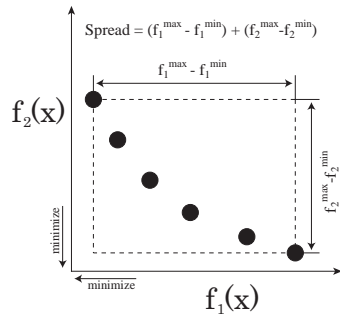 Spread = (f₁ᵐᵃˣ - f₁ᵐⁱⁿ) + (f₂ᵐᵃˣ-f₂ᵐⁱⁿ)
f₁ᵐᵃˣ - f₁ᵐⁱⁿ
f₂(x)
f₂ᵐᵃˣ-f₂ᵐⁱⁿ
minimize
minimize
f₁(x)